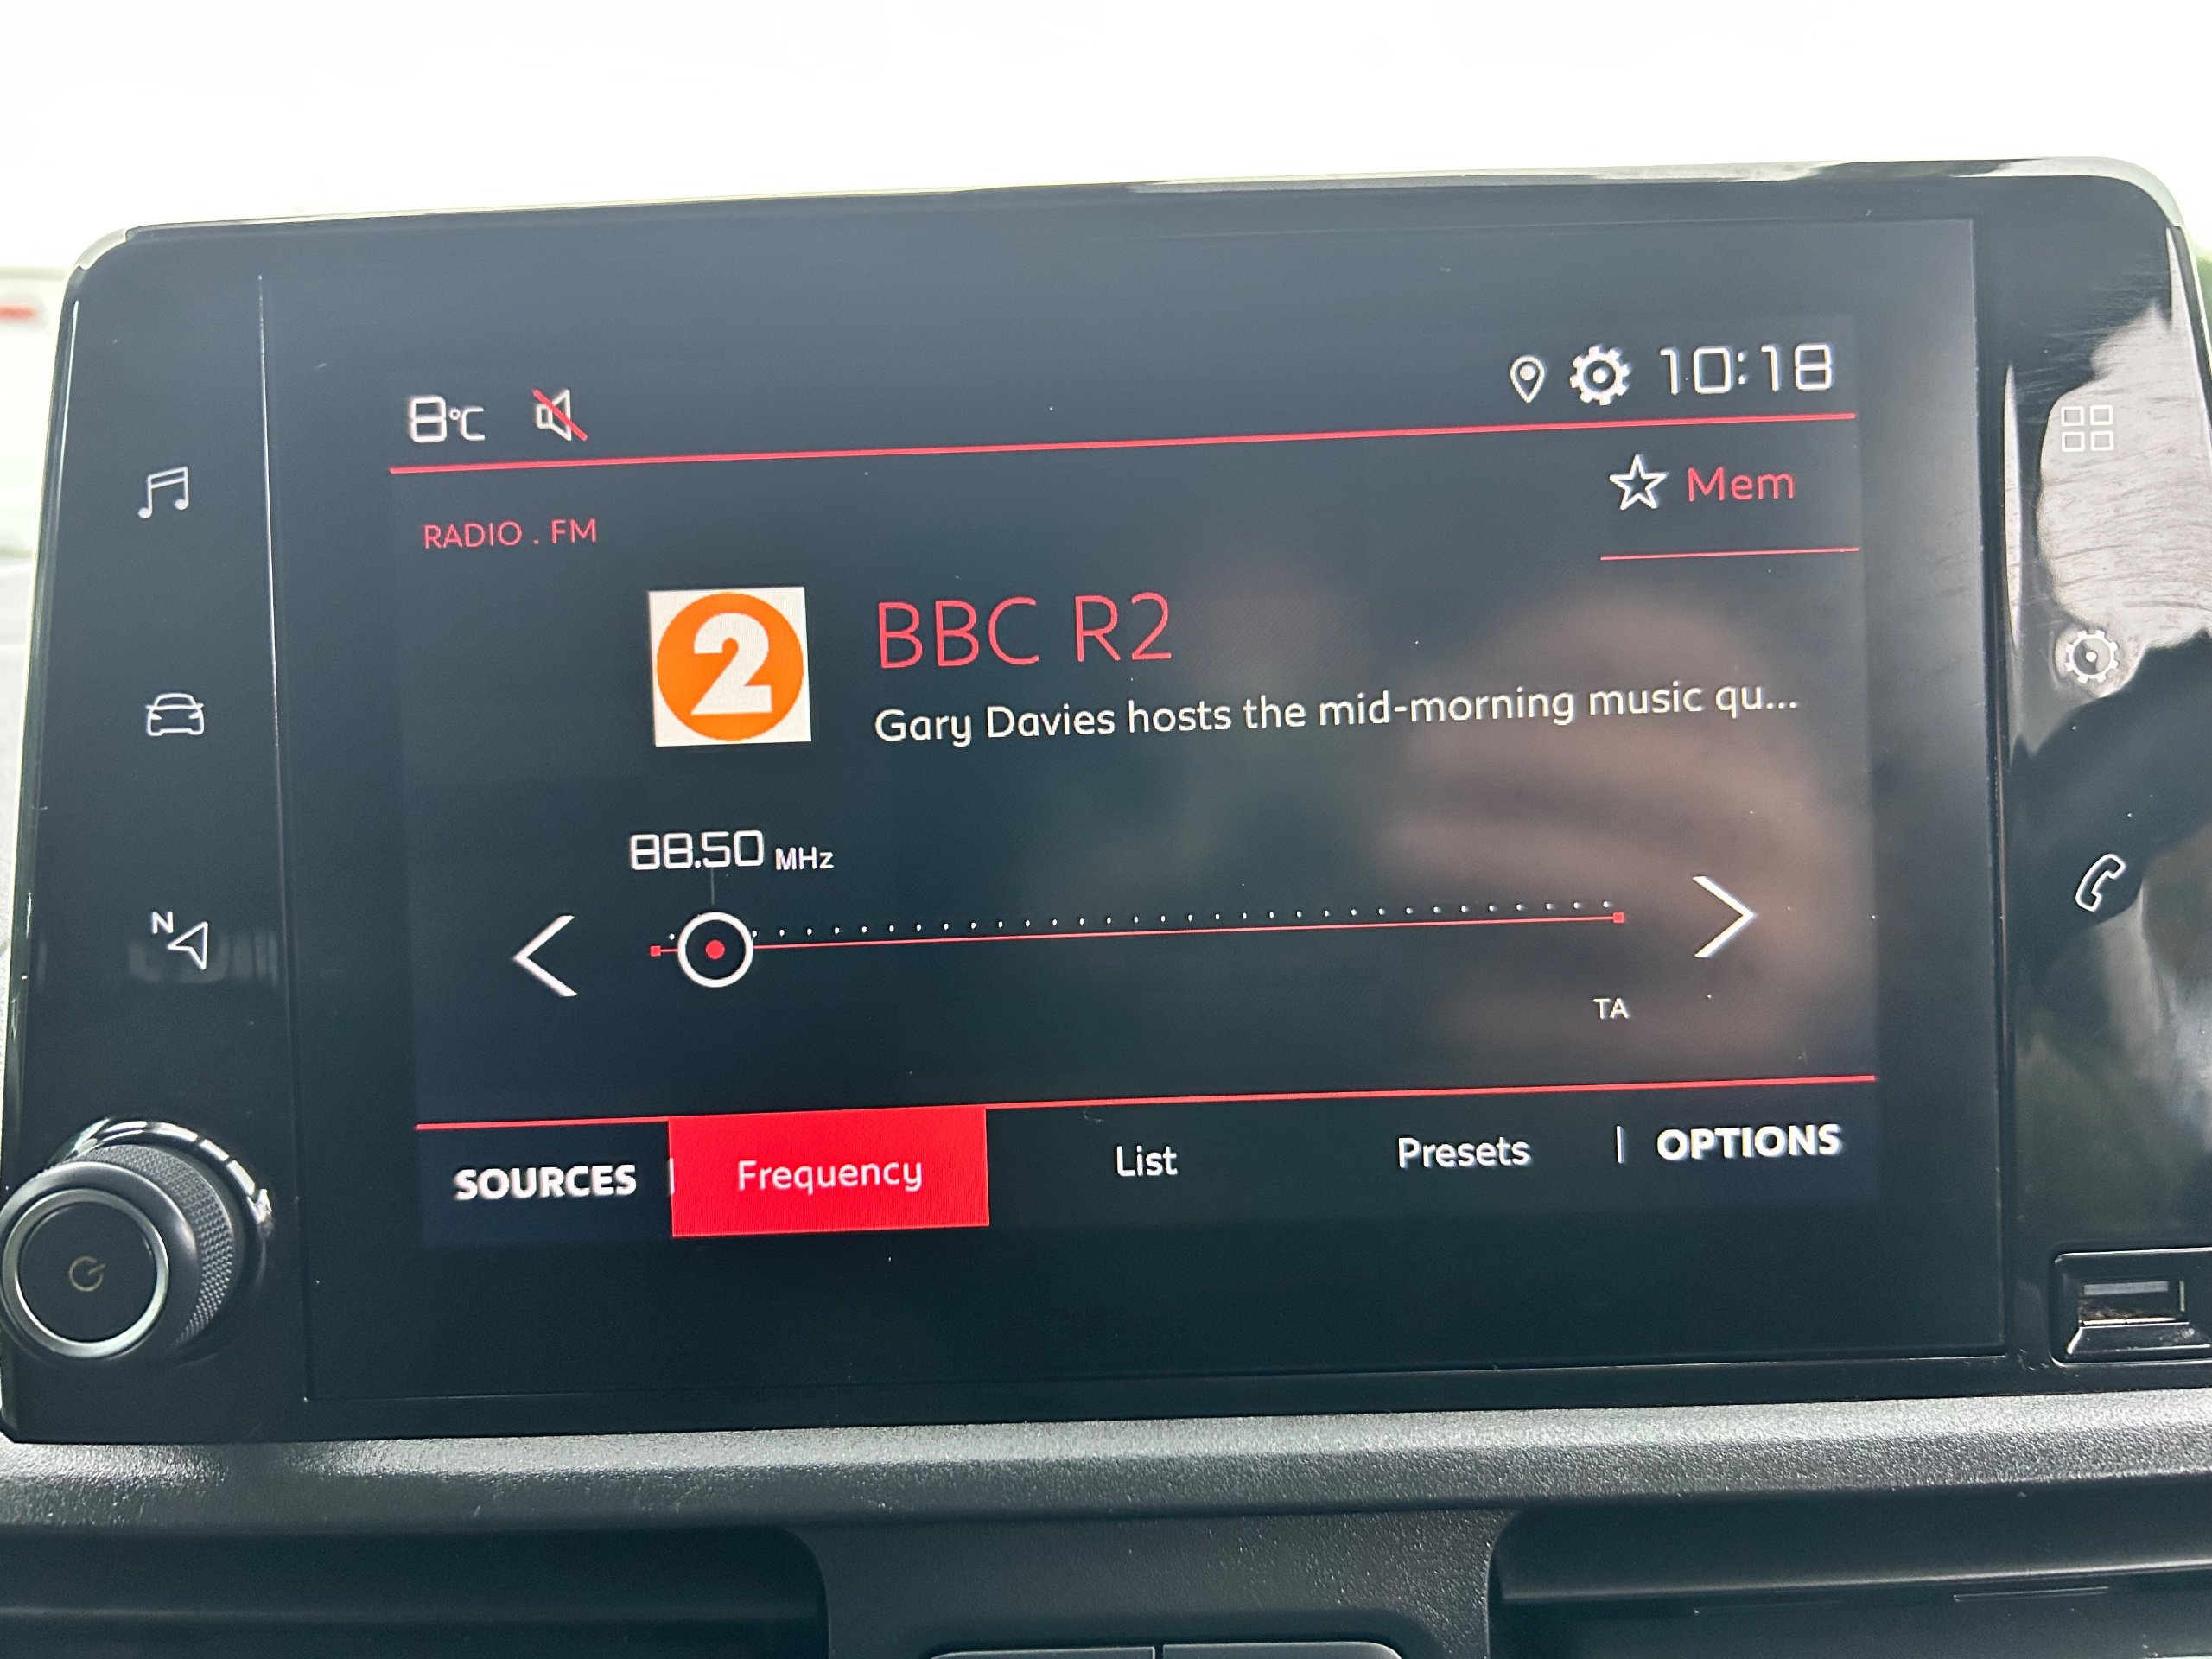 8°C
10:18
Mem
RADIO . FM
2
BBC R2
Gary Davies hosts the mid-morning music qu...
88.50 MHz
N
TA
SOURCES | Frequency List Presets | OPTIONS